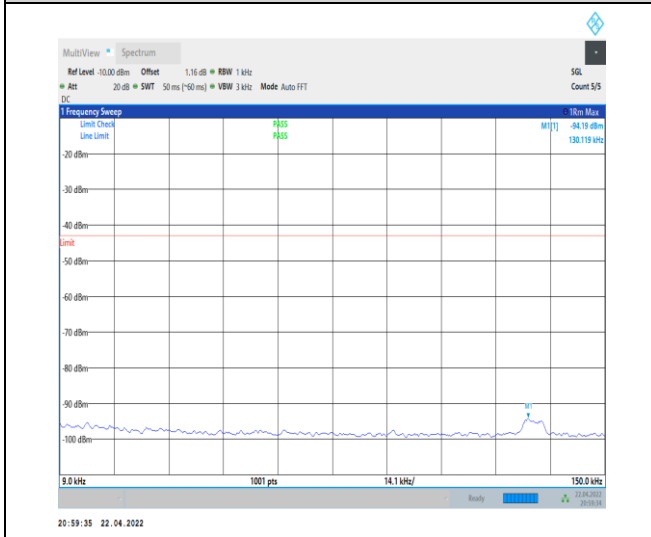 MultiView Spectrum
Ref Level -10.00 dBm Offset 1.16 dB RBW 1 kHz SGL
Att 20 dB SWT 50 ms (~60 ms) VBW 3 kHz Mode Auto FFT Count 5/5
DC
1 Frequency Sweep 1Rm Max
Limit Check PASS M1[1] -94.19 dBm
Line Limit PASS 130.119 kHz
-20 dBm
-30 dBm
-40 dBm
Limit
-50 dBm
-60 dBm
-70 dBm
-80 dBm
-90 dBm
M1
-100 dBm
9.0 kHz 1001 pts 14.1 kHz/ 150.0 kHz
Ready 22.04.2022
20:59:34
20:59:35 22.04.2022